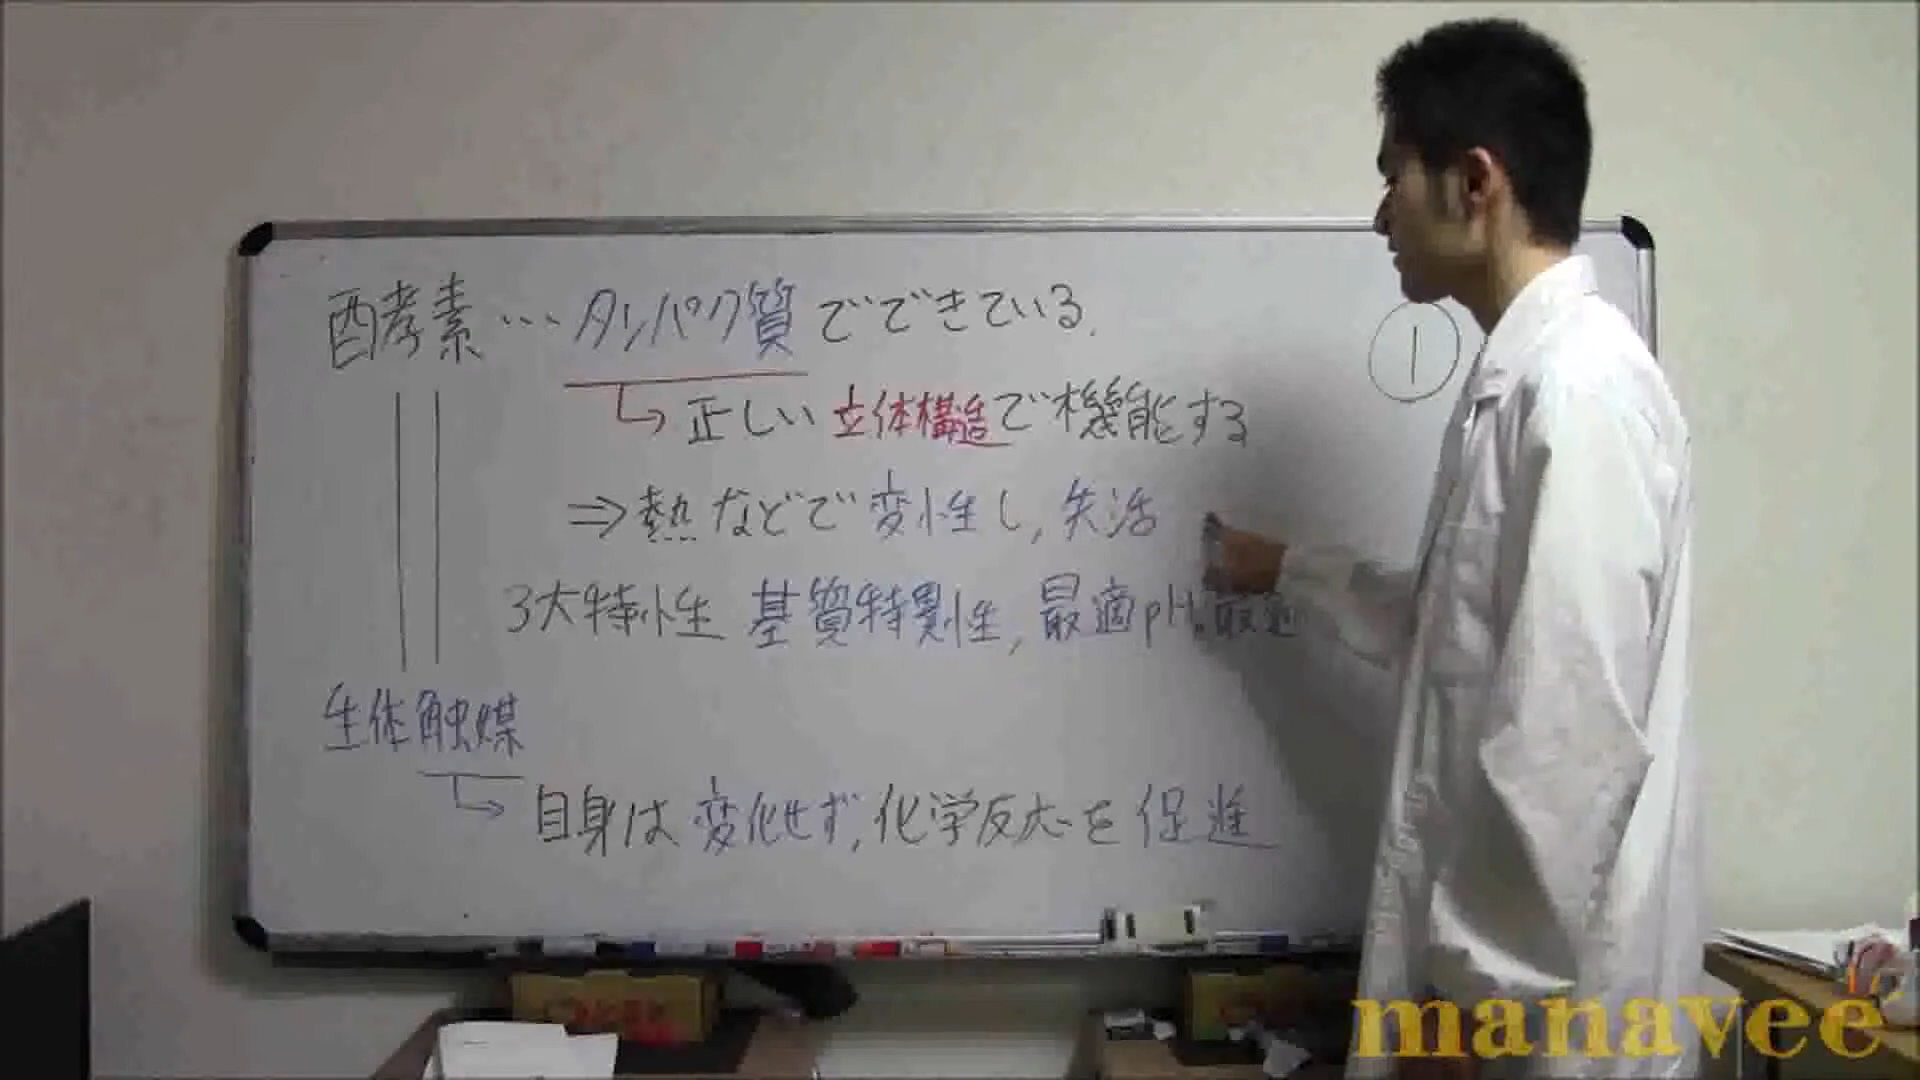 酵素…タンパク質でできている.
①
正しい立体構造で機能する
⇒熱などで変性し,失活
3大特性 基質特異性,最適pH,最適
生体触媒
自身は変化せず,化学反応を促進
manavee